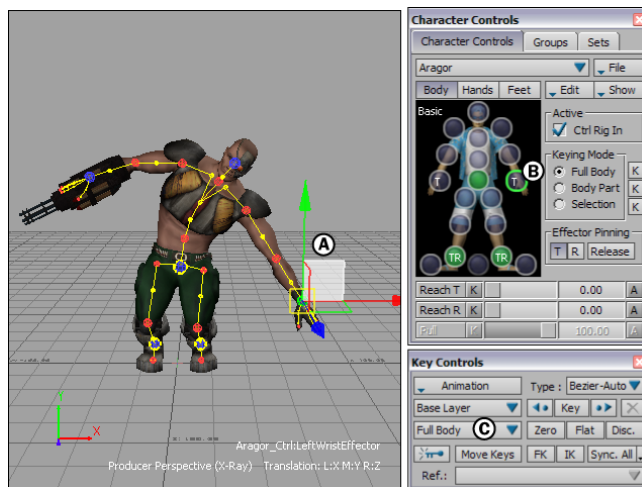 A
Y
X
X: 1000.000
Aragor_Ctrl:LeftWristEffector
Producer Perspective (X-Ray) Translation: L:X M:Y R:Z
Character Controls
Character Controls Groups Sets
Aragor File
Body Hands Feet Edit Show
Basic
Active
Ctrl Rig In
B
T T
Keying Mode
Full Body K
Body Part K
Selection K
Effector Pinning
T R Release
TR TR
Reach T K 0.00 A
Reach R K 0.00 A
Pull K 100.00 A
Key Controls
Animation Type : Bezier-Auto
Base Layer Key
Full Body C Zero Flat Disc.
Move Keys FK IK Sync. All
Ref.: